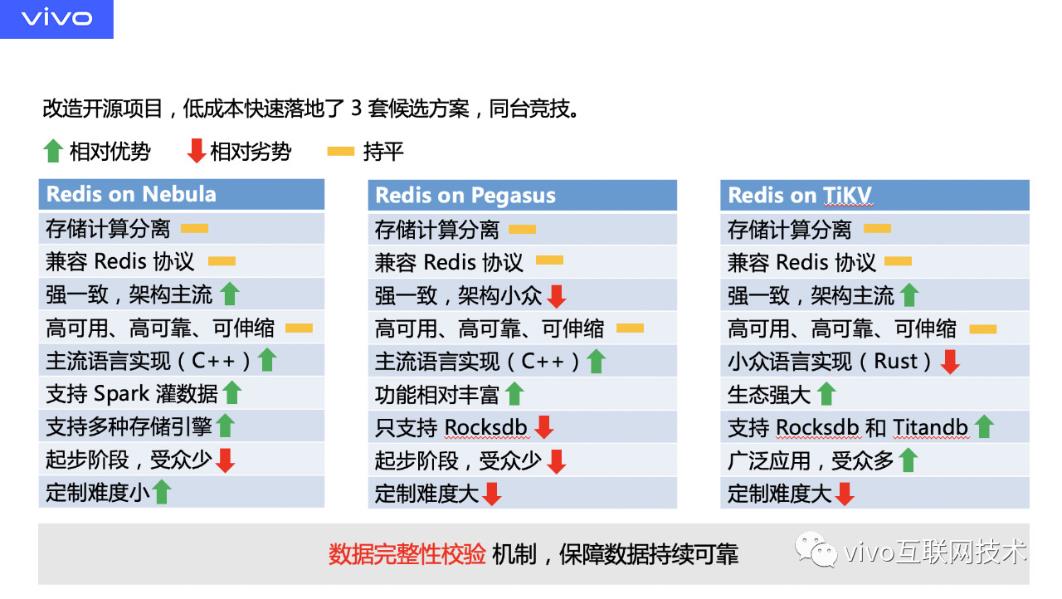 vivo
改造开源项目，低成本快速落地了 3 套候选方案，同台竞技。
相对优势 相对劣势 持平
Redis on Nebula
存储计算分离
兼容 Redis 协议
强一致，架构主流
高可用、高可靠、可伸缩
主流语言实现（C++）
支持 Spark 灌数据
支持多种存储引擎
起步阶段，受众少
定制难度小
Redis on Pegasus
存储计算分离
兼容 Redis 协议
强一致，架构小众
高可用、高可靠、可伸缩
主流语言实现（C++）
功能相对丰富
只支持 Rocksdb
起步阶段，受众少
定制难度大
Redis on TiKV
存储计算分离
兼容 Redis 协议
强一致，架构主流
高可用、高可靠、可伸缩
小众语言实现（Rust）
生态强大
支持 Rocksdb 和 Titandb
广泛应用，受众多
定制难度大
数据完整性校验 机制，保障数据持续可靠
vivo互联网技术